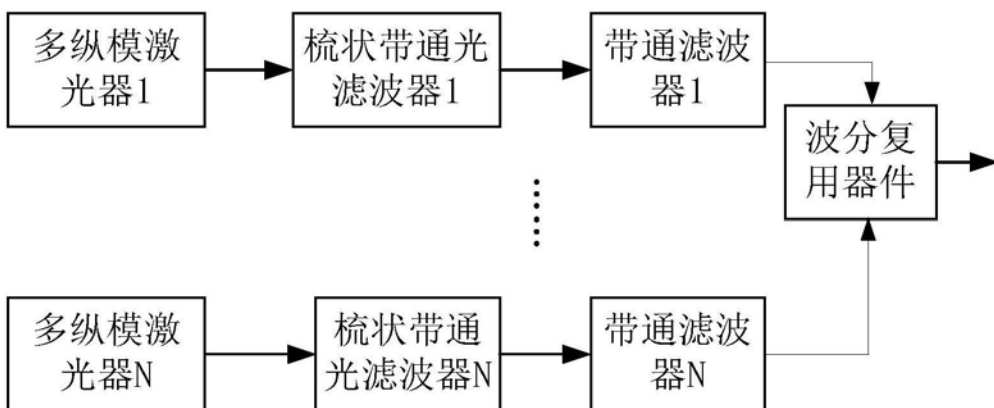 多纵模激
光器1
梳状带通光
滤波器1
带通滤波
器1
波分复
用器件
多纵模激
光器N
梳状带通
光滤波器N
带通滤波
器N